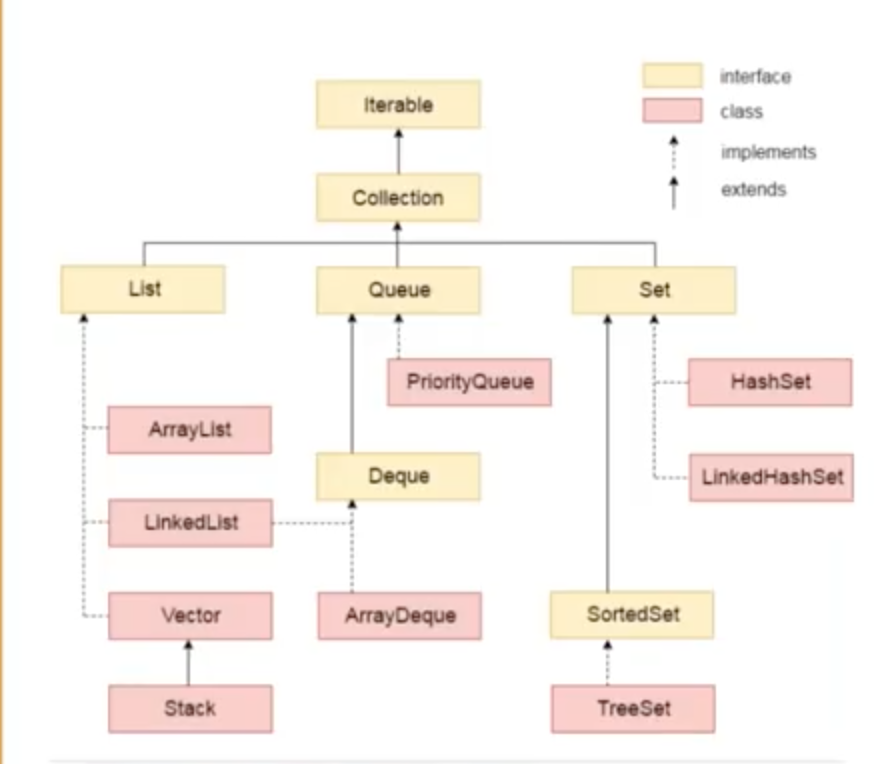 interface
Iterable
class
implements
Collection
extends
List
Queue
Set
PriorityQueue
HashSet
ArrayList
Deque
LinkedHashSet
LinkedList
Vector
ArrayDeque
SortedSet
Stack
TreeSet